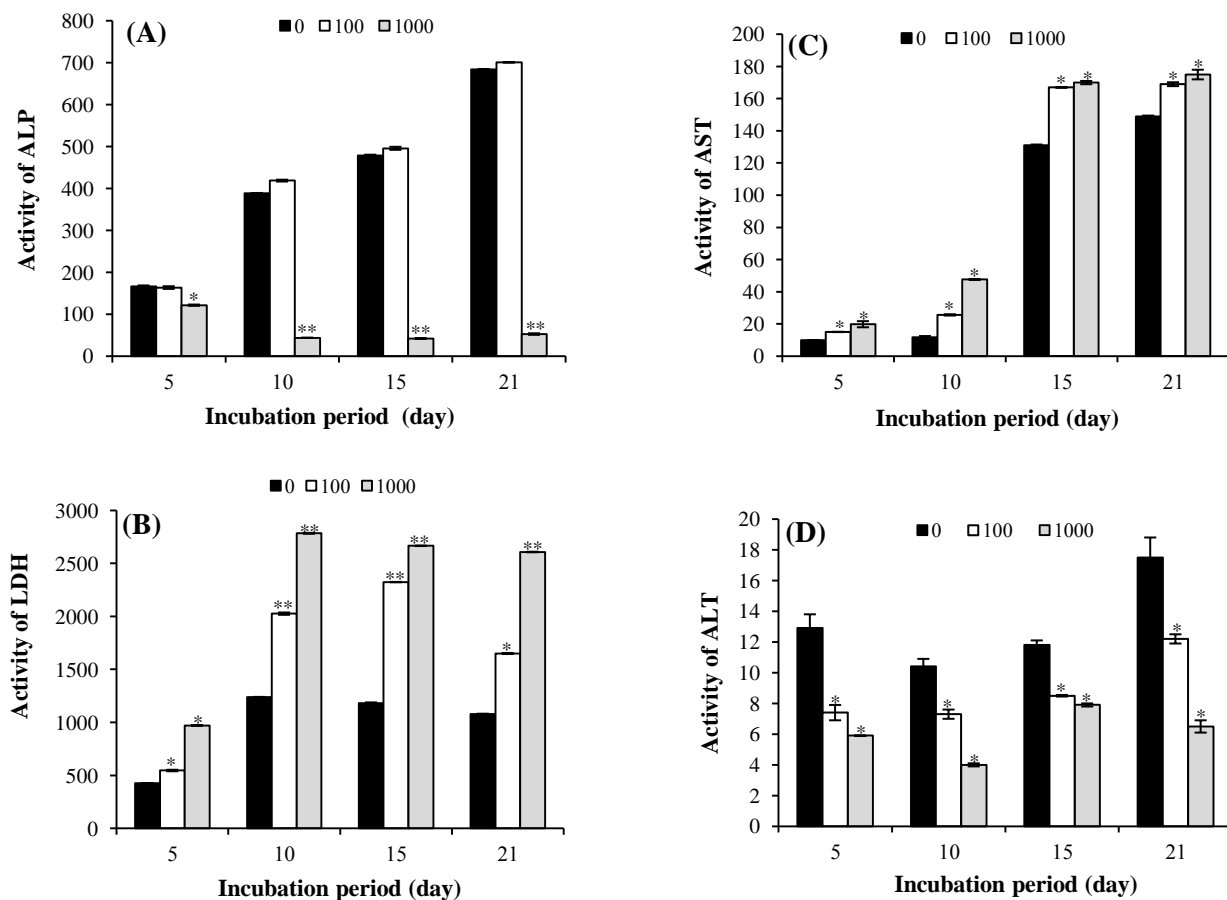 (A)
0 100 1000
800
700
600
500
400
300
200
100
0
Activity of ALP
*
**
**
**
5 10 15 21
Incubation period (day)
(C)
0 100 1000
200
180
160
140
120
100
80
60
40
20
0
Activity of AST
* *
* *
* *
* *
5 10 15 21
Incubation period (day)
(B)
0 100 1000
3000
2500
2000
1500
1000
500
0
Activity of LDH
* *
** **
** **
* **
5 10 15 21
Incubation period (day)
(D)
0 100 1000
20
18
16
14
12
10
8
6
4
2
0
Activity of ALT
* *
* *
* *
* *
5 10 15 21
Incubation period (day)